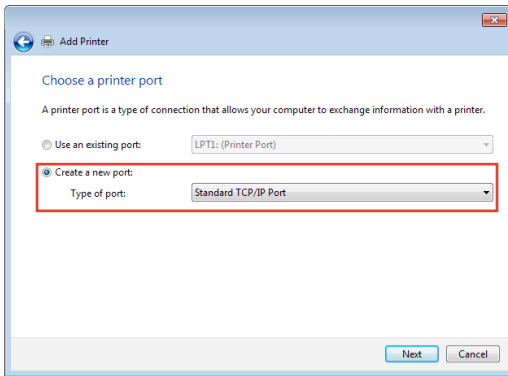 Add Printer
Choose a printer port
A printer port is a type of connection that allows your computer to exchange information with a printer.
Use an existing port: LPT1: (Printer Port)
Create a new port:
Type of port: Standard TCP/IP Port
Next Cancel